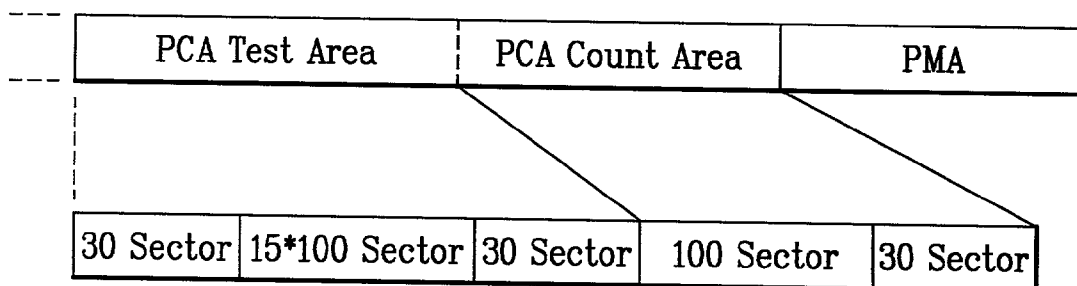 PCA Test Area PCA Count Area PMA
30 Sector 15*100 Sector 30 Sector 100 Sector 30 Sector